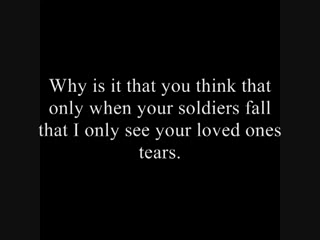 Why is it that you think that
only when your soldiers fall
that I only see your loved ones
tears.